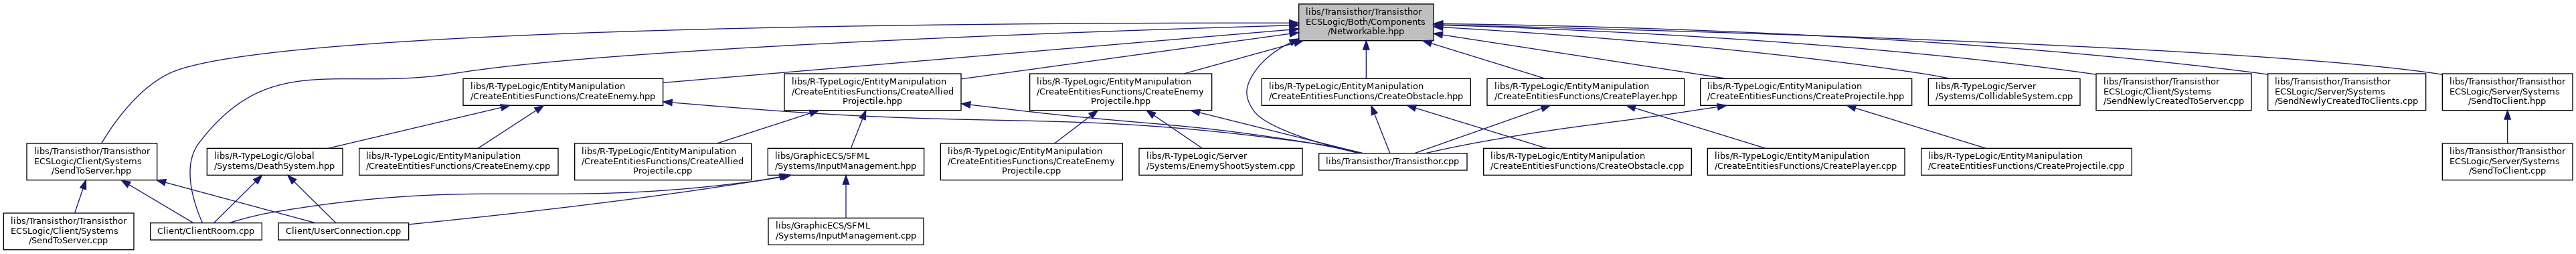 libs/Transisthor/Transisthor
ECSLogic/Both/Components
/Networkable.hpp
libs/R-TypeLogic/EntityManipulation
/CreateEntitiesFunctions/CreateEnemy.hpp
libs/R-TypeLogic/EntityManipulation
/CreateEntitiesFunctions/CreateAllied
Projectile.hpp
libs/R-TypeLogic/EntityManipulation
/CreateEntitiesFunctions/CreateEnemy
Projectile.hpp
libs/R-TypeLogic/EntityManipulation
/CreateEntitiesFunctions/CreateObstacle.hpp
libs/R-TypeLogic/EntityManipulation
/CreateEntitiesFunctions/CreatePlayer.hpp
libs/R-TypeLogic/EntityManipulation
/CreateEntitiesFunctions/CreateProjectile.hpp
libs/R-TypeLogic/Server
/Systems/CollidableSystem.cpp
libs/Transisthor/Transisthor
ECSLogic/Client/Systems
/SendNewlyCreatedToServer.cpp
libs/Transisthor/Transisthor
ECSLogic/Server/Systems
/SendNewlyCreatedToClients.cpp
libs/Transisthor/Transisthor
ECSLogic/Server/Systems
/SendToClient.hpp
libs/Transisthor/Transisthor
ECSLogic/Client/Systems
/SendToServer.hpp
libs/R-TypeLogic/Global
/Systems/DeathSystem.hpp
libs/R-TypeLogic/EntityManipulation
/CreateEntitiesFunctions/CreateEnemy.cpp
libs/R-TypeLogic/EntityManipulation
/CreateEntitiesFunctions/CreateAllied
Projectile.cpp
libs/GraphicECS/SFML
/Systems/InputManagement.hpp
libs/R-TypeLogic/EntityManipulation
/CreateEntitiesFunctions/CreateEnemy
Projectile.cpp
libs/R-TypeLogic/Server
/Systems/EnemyShootSystem.cpp
libs/Transisthor/Transisthor.cpp
libs/R-TypeLogic/EntityManipulation
/CreateEntitiesFunctions/CreateObstacle.cpp
libs/R-TypeLogic/EntityManipulation
/CreateEntitiesFunctions/CreatePlayer.cpp
libs/R-TypeLogic/EntityManipulation
/CreateEntitiesFunctions/CreateProjectile.cpp
libs/Transisthor/Transisthor
ECSLogic/Server/Systems
/SendToClient.cpp
libs/Transisthor/Transisthor
ECSLogic/Client/Systems
/SendToServer.cpp
Client/ClientRoom.cpp
Client/UserConnection.cpp
libs/GraphicECS/SFML
/Systems/InputManagement.cpp